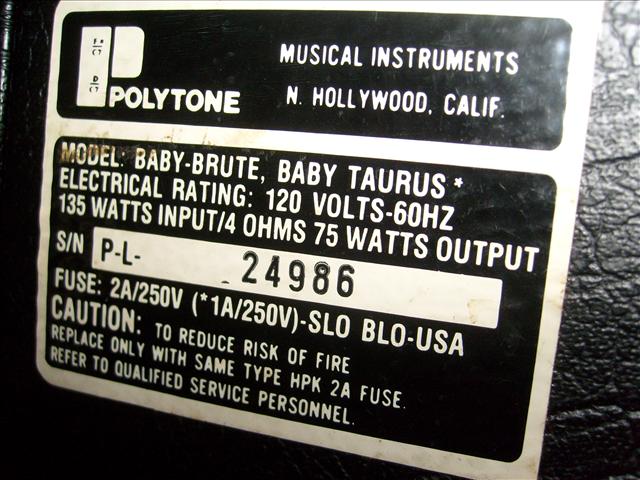 POLYTONE
MUSICAL INSTRUMENTS
N. HOLLYWOOD, CALIF.
MODEL: BABY-BRUTE, BABY TAURUS *
ELECTRICAL RATING: 120 VOLTS-60HZ
135 WATTS INPUT/4 OHMS 75 WATTS OUTPUT
S/N P-L- 24986
FUSE: 2A/250V (*1A/250V)-SLO BLO-USA
CAUTION: TO REDUCE RISK OF FIRE
REPLACE ONLY WITH SAME TYPE HPK 2A FUSE.
REFER TO QUALIFIED SERVICE PERSONNEL.